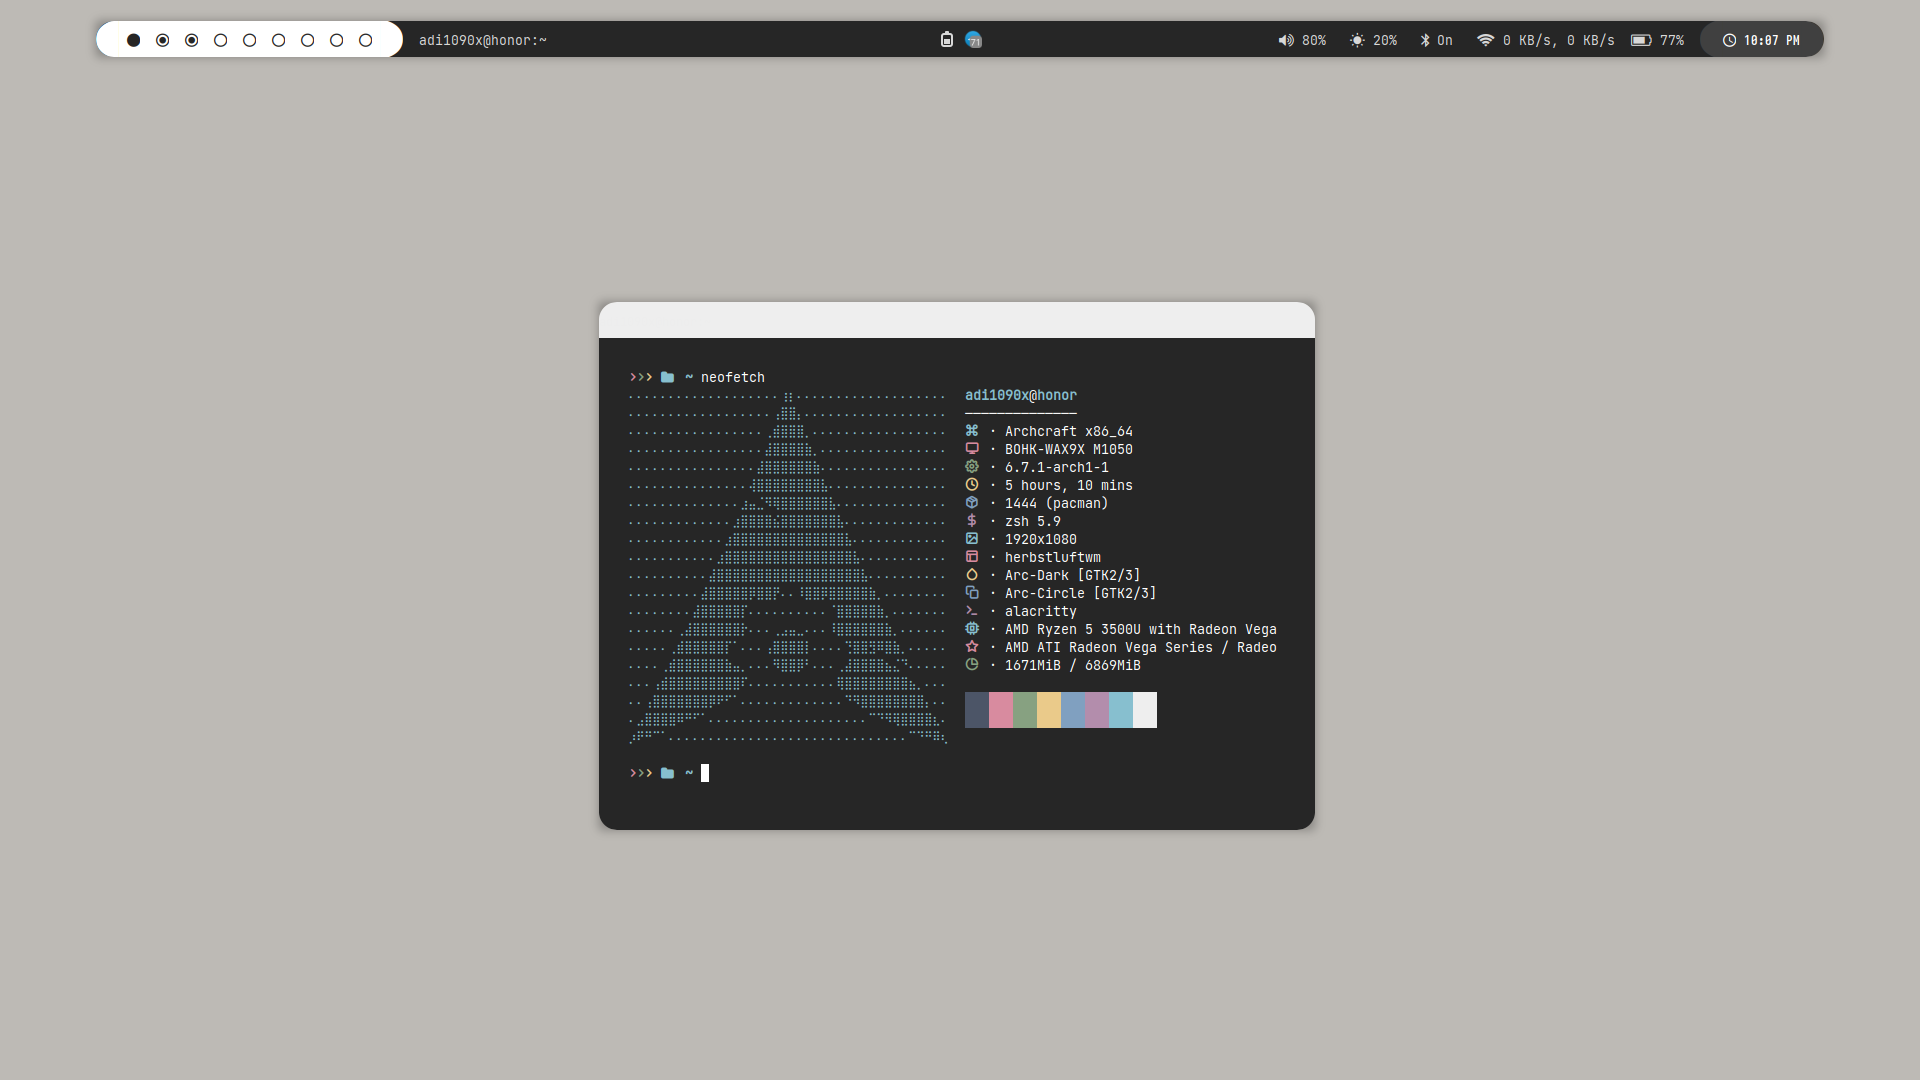 adi1090x@honor:~
71
80%
20%
On
0 KB/s, 0 KB/s
77%
10:07 PM
~ neofetch
adi1090x@honor
· Archcraft x86_64
· BOHK-WAX9X M1050
· 6.7.1-arch1-1
· 5 hours, 10 mins
· 1444 (pacman)
· zsh 5.9
· 1920x1080
· herbstluftwm
· Arc-Dark [GTK2/3]
· Arc-Circle [GTK2/3]
· alacritty
· AMD Ryzen 5 3500U with Radeon Vega
· AMD ATI Radeon Vega Series / Radeo
· 1671MiB / 6869MiB
~